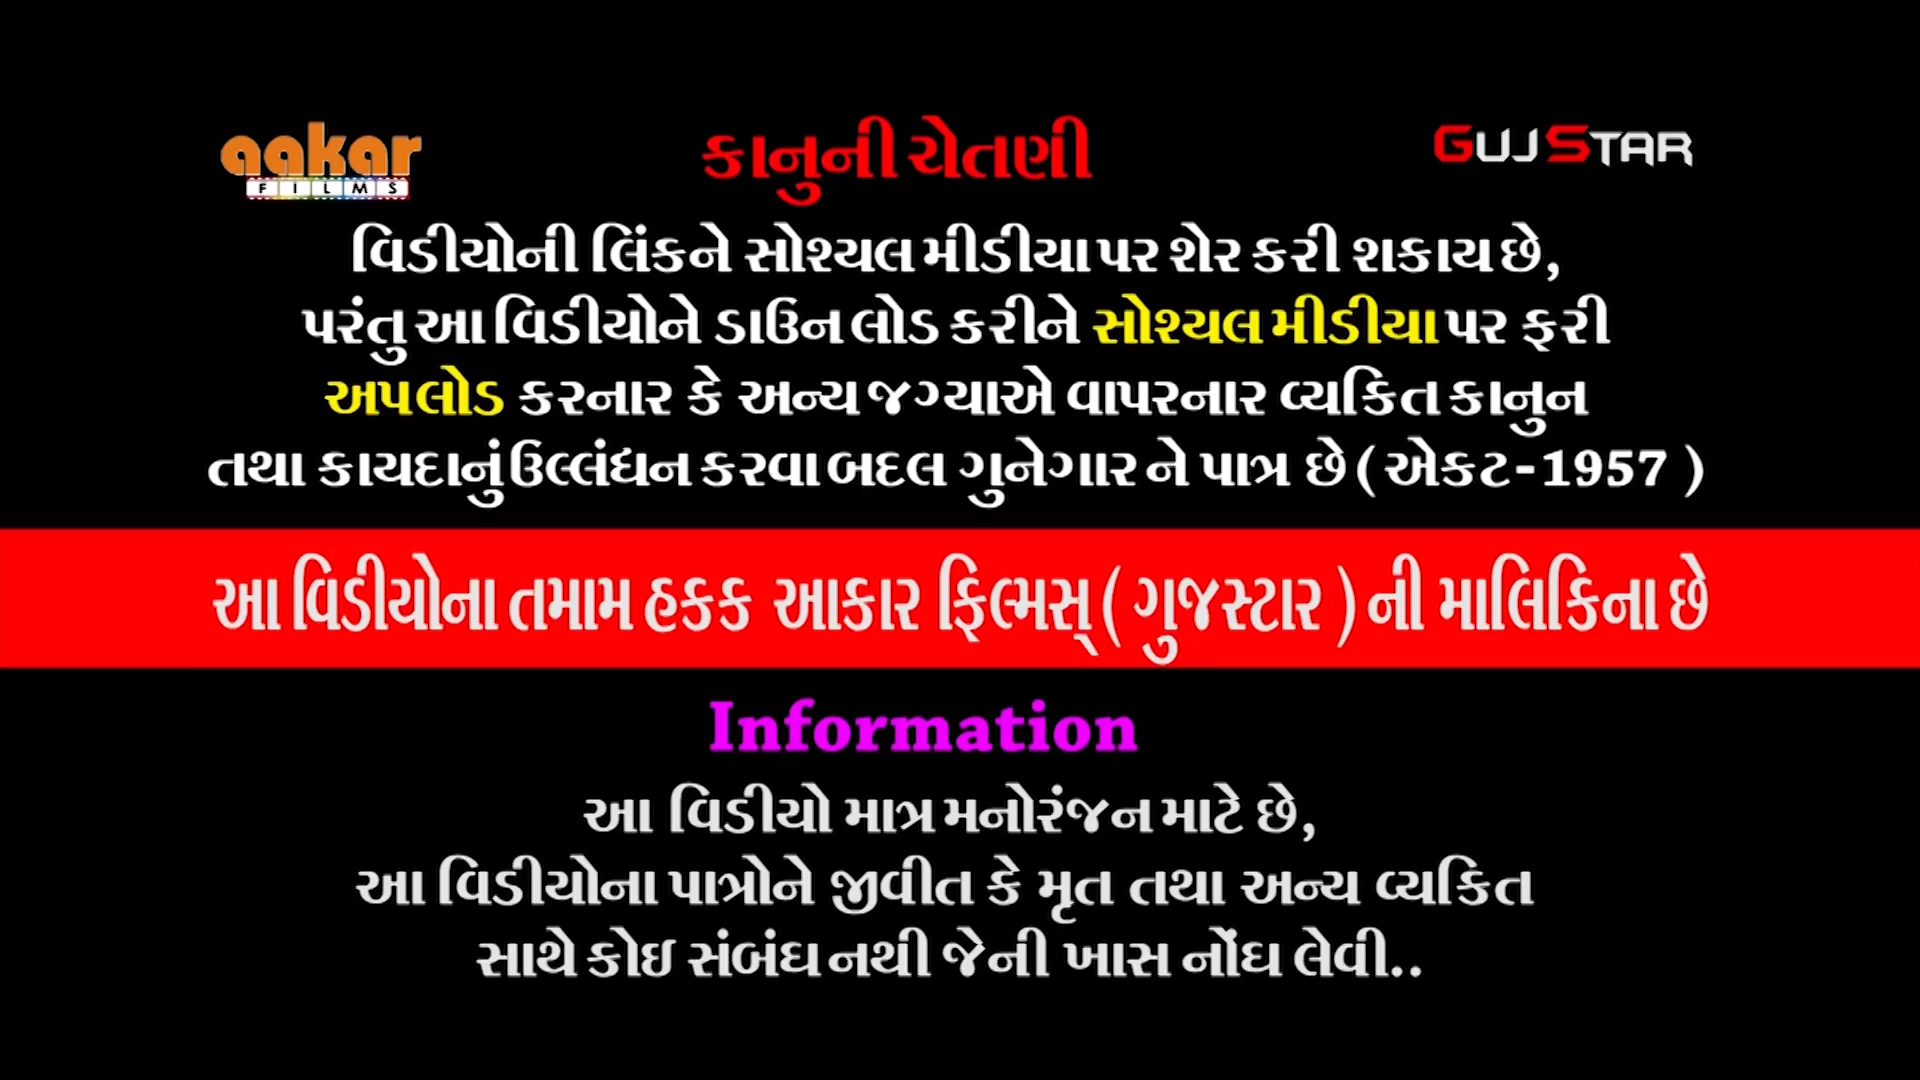 aakar
FILMS
કાનુની ચેતણી
GUJSTAR
વિડીયોની લિંકને સોશ્યલ મીડીયા પર શેર કરી શકાય છે,
પરંતુ આ વિડીયોને ડાઉન લોડ કરીને સોશ્યલ મીડીયા પર ફરી
અપલોડ કરનાર કે અન્ય જગ્યાએ વાપરનાર વ્યકિત કાનુન
તથા કાયદાનું ઉલ્લંઘન કરવા બદલ ગુનેગાર ને પાત્ર છે ( એકટ-1957 )
આ વિડીયોના તમામ હકક આકાર ફિલ્મસ્ ( ગુજસ્ટાર ) ની માલિકિના છે
Information
આ વિડીયો માત્ર મનોરંજન માટે છે,
આ વિડીયોના પાત્રોને જીવીત કે મૃત તથા અન્ય વ્યકિત
સાથે કોઇ સંબંઘ નથી જેની ખાસ નોંઘ લેવી..